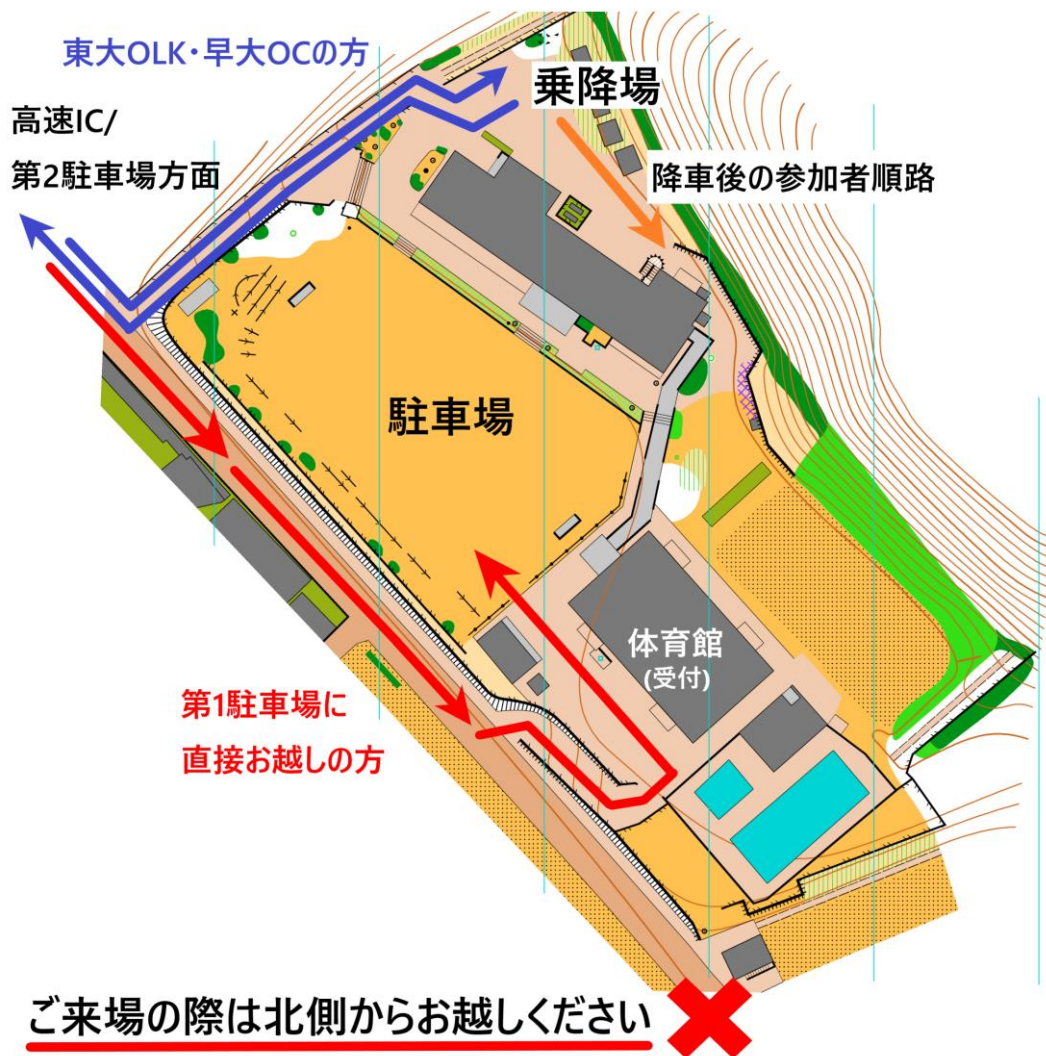 東大OLK・早大OCの方
乗降場
高速IC/
第2駐車場方面
降車後の参加者順路
駐車場
体育館
(受付)
第1駐車場に
直接お越しの方
ご来場の際は北側からお越しください